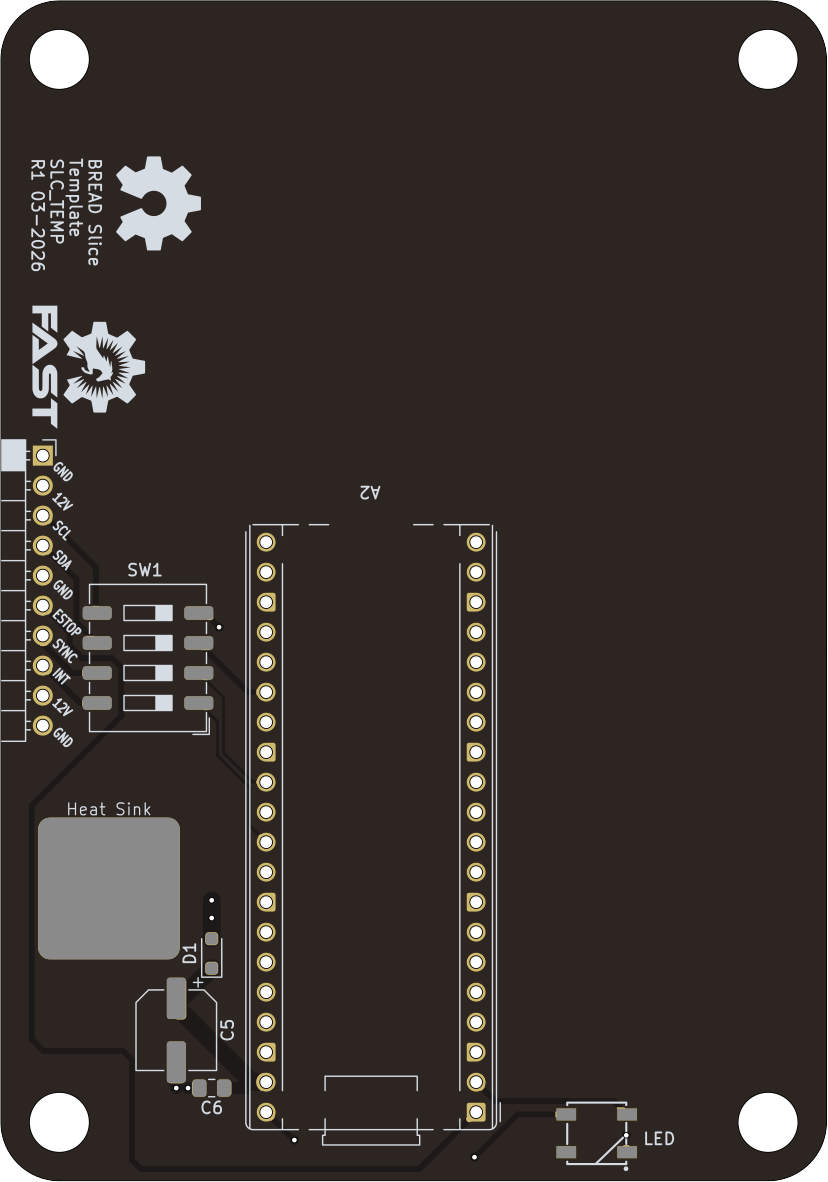 BREAD Slice
Template
SLC_TEMP
R1 03-2026
FAST
GND
12V
SCL
SDA
GND
ESTOP
SYNC
INT
12V
GND
A2
SW1
Heat Sink
D1
+
C5
C6
LED